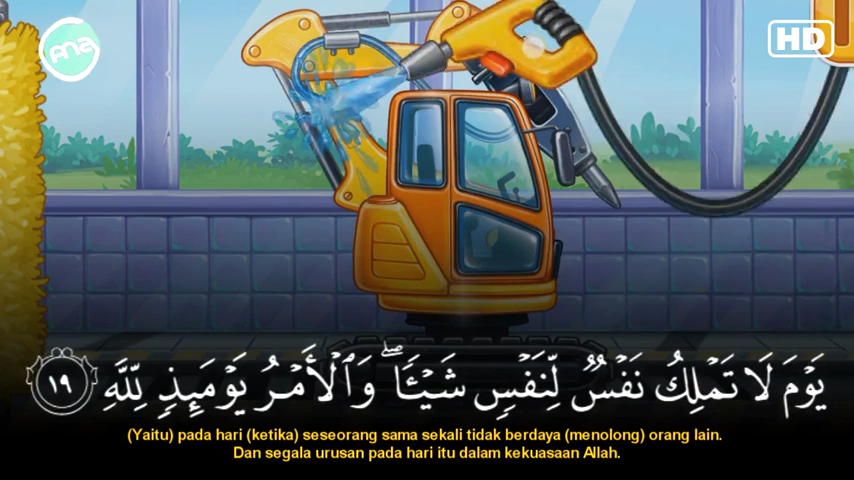 FNZ
HD
يَوْمَ لَا تَمْلِكُ نَفْسٌ لِّنَفْسٍ شَيْـًٔا ۖ وَٱلْأَمْرُ يَوْمَئِذٍ لِّلَّهِ ١٩
(Yaitu) pada hari (ketika) seseorang sama sekali tidak berdaya (menolong) orang lain.
Dan segala urusan pada hari itu dalam kekuasaan Allah.